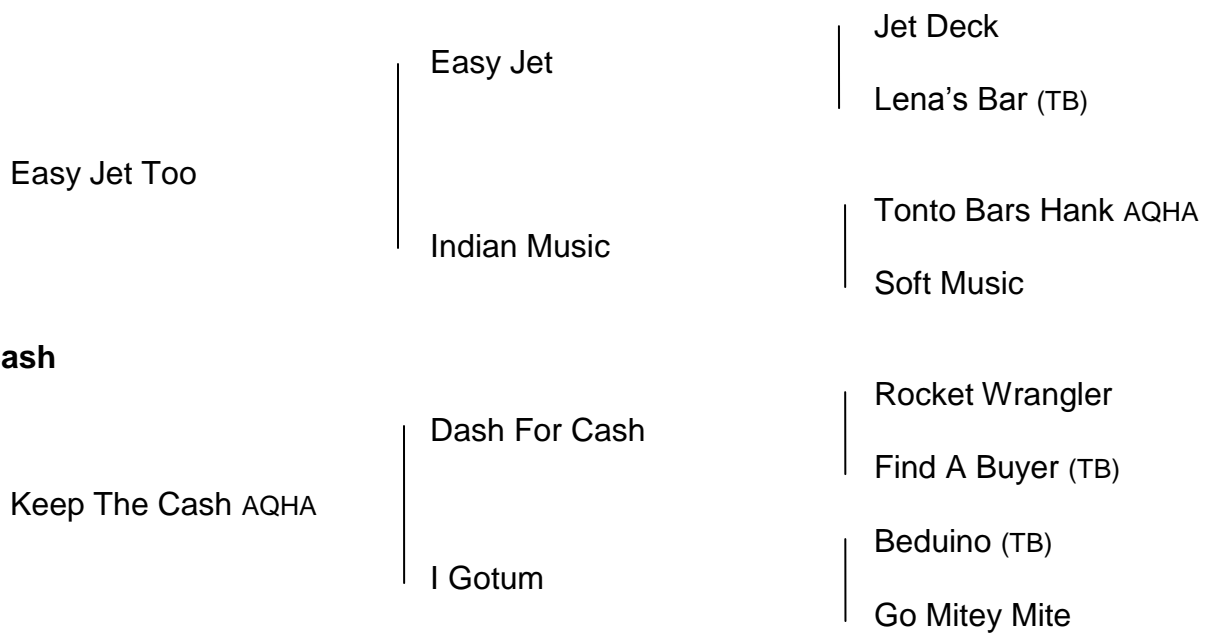 Jet Deck
Easy Jet
Lena’s Bar (TB)
Easy Jet Too
Tonto Bars Hank AQHA
Indian Music
Soft Music
ash
Rocket Wrangler
Dash For Cash
Find A Buyer (TB)
Keep The Cash AQHA
Beduino (TB)
I Gotum
Go Mitey Mite